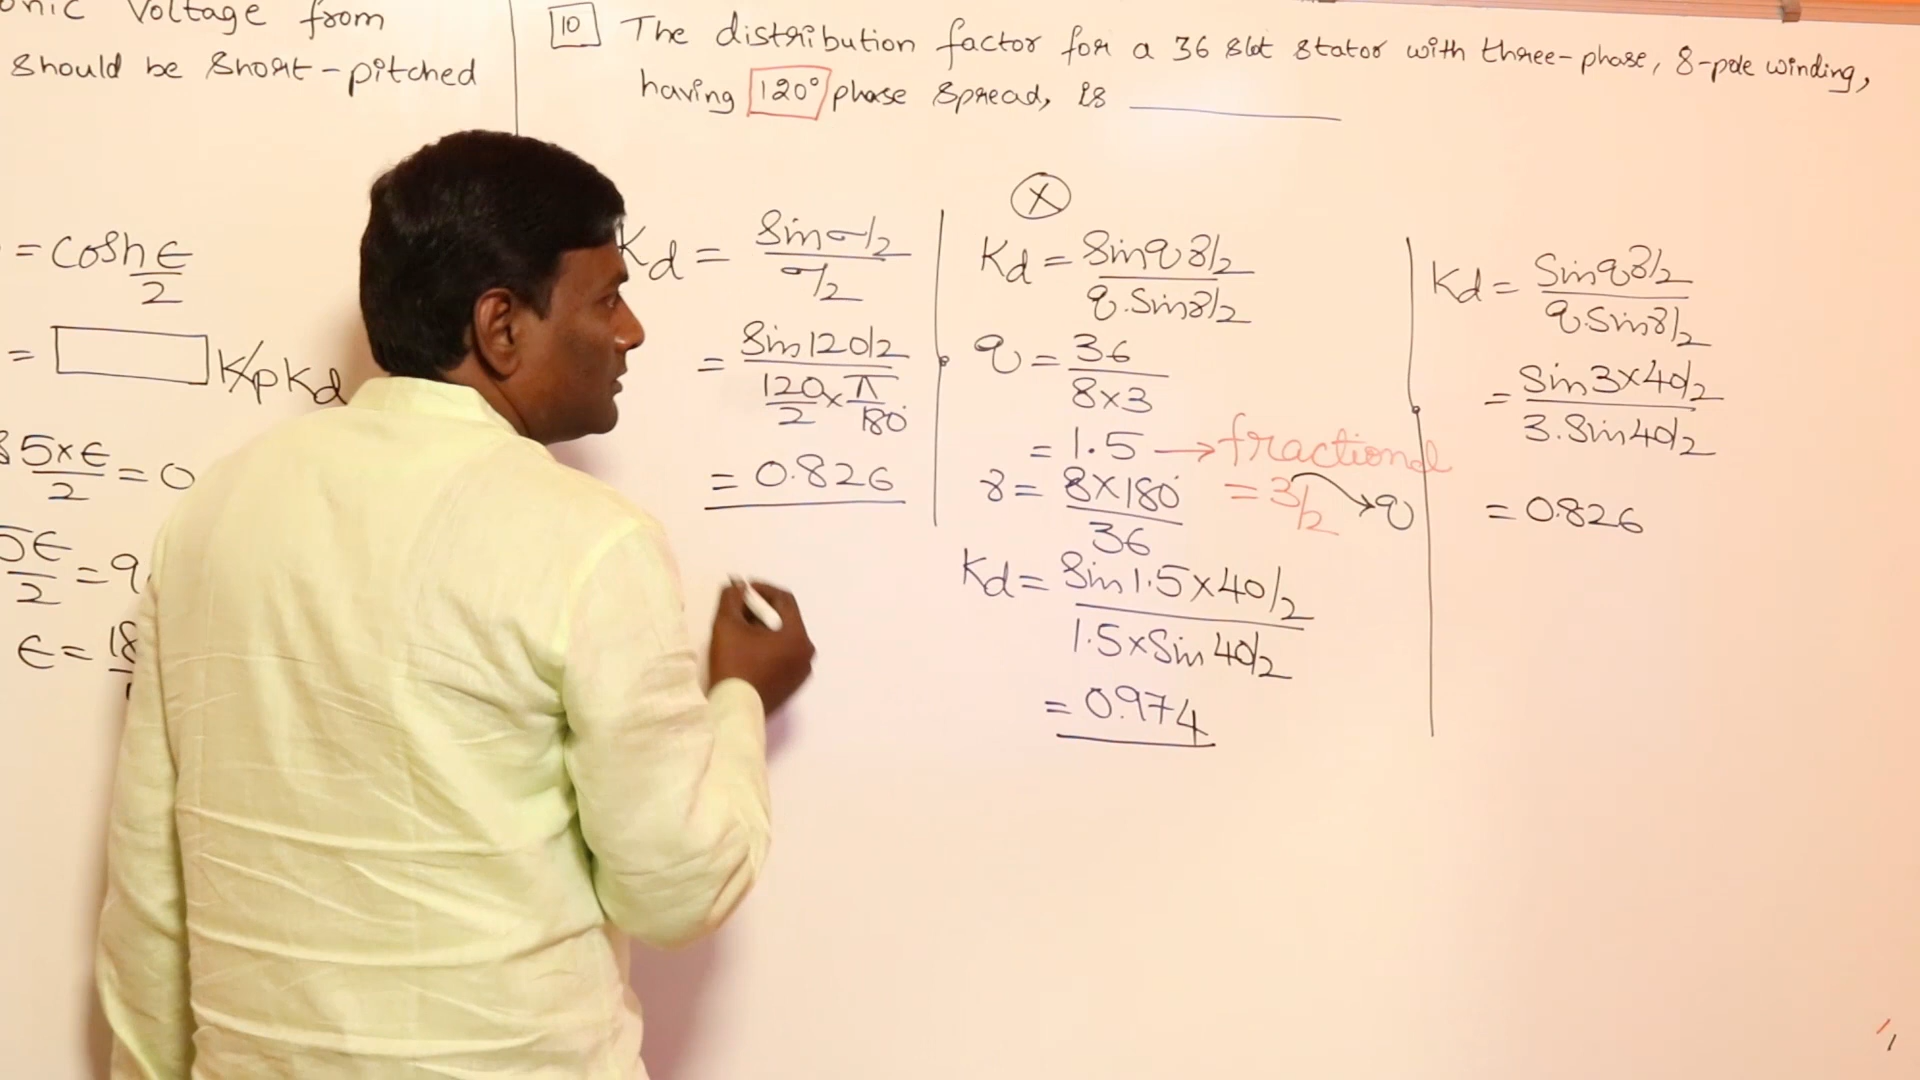 Voltage from
should be short-pitched
= cosh ε/2
= K/p Kd
5×ε/2 = 0
5ε/2 = 9
ε = 18
10 The distribution factor for a 36 slot stator with three-phase, 8-pole winding,
having 120° phase spread, is ________
Kd = Sin σ/2 / σ/2
= Sin 120/2 / 120/2 × π/180°
= 0.826
X
Kd = Sin qγ/2 / q.Sin γ/2
q = 36 / 8×3
= 1.5 → fractional
= 3/2 → q
γ = 8×180° / 36
Kd = Sin 1.5×40/2 / 1.5×Sin 40/2
= 0.974
Kd = Sin qγ/2 / q.Sin γ/2
= Sin 3×40/2 / 3.Sin 40/2
= 0.826